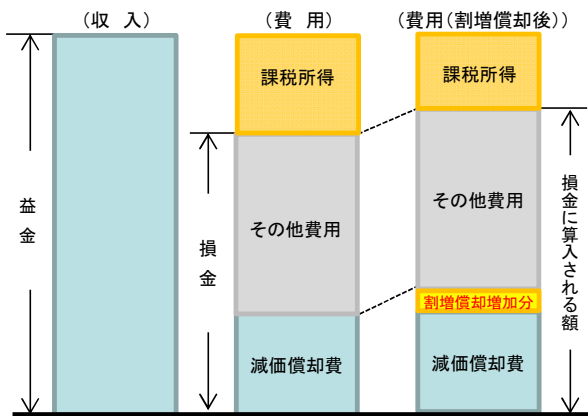 （収 入）
（費 用）
（費用（割増償却後））
課税所得
課税所得
益金
損金
その他費用
その他費用
損金に算入される額
割増償却増加分
減価償却費
減価償却費